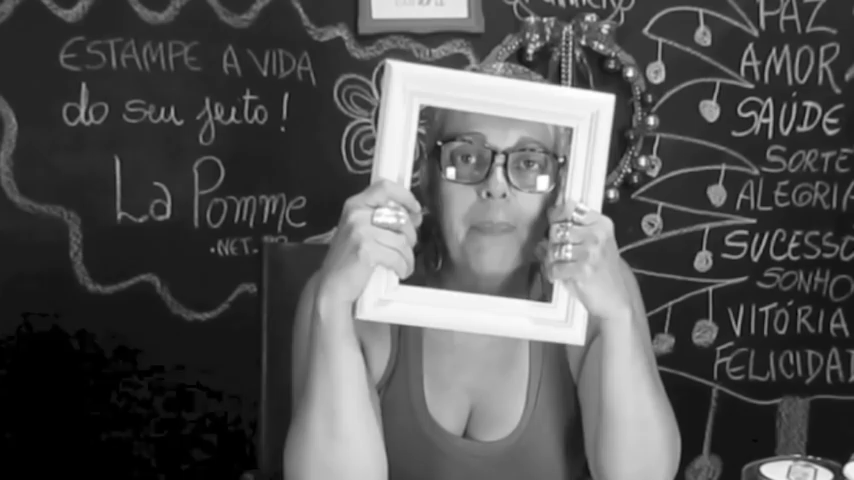 ESTAMPE A VIDA
do seu jeito!
La Pomme
.NET.
PAZ
AMOR
SAÚDE
SORTE
ALEGRIA
SUCESSO
SONHO
VITÓRIA
FELICIDAD